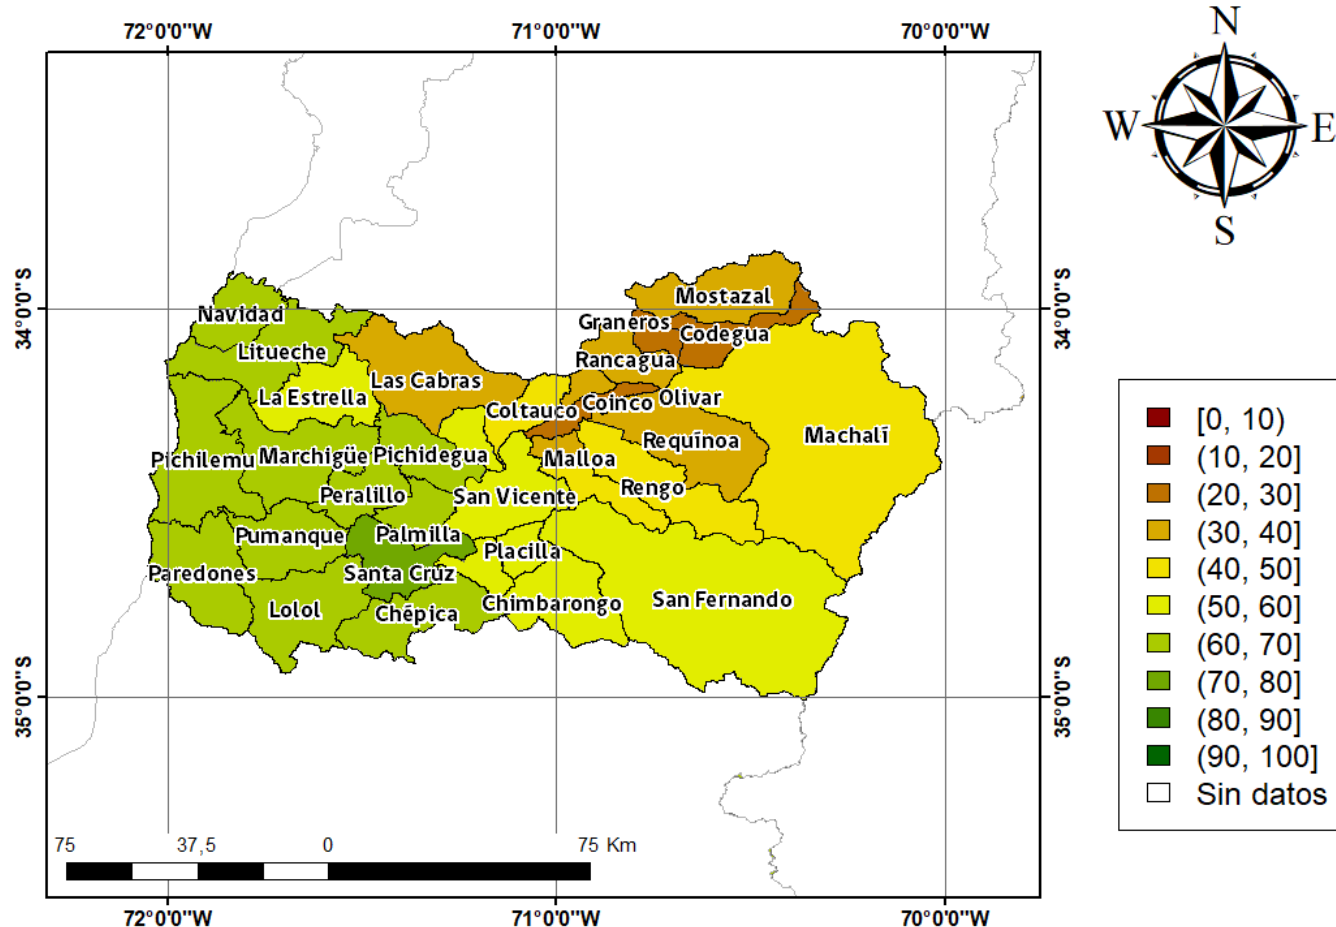 72°0'0"W 71°0'0"W 70°0'0"W
N
W E
S
34°0'0"S 34°0'0"S
Mostazal
Navidad
Graneros
Codegua
Litueche
Rancagua
Las Cabras
La Estrella
Olivar
Coinco
Coltauco
Machalí
Requínoa
Pichilemu
Marchigüe
Pichidegua
Malloa
Rengo
Peralillo
San Vicente
Pumanque
Palmilla
Placilla
Paredones
Santa Cruz
San Fernando
Chimbarongo
Lolol
Chépica
35°0'0"S 35°0'0"S
75 37,5 0 75 Km
72°0'0"W 71°0'0"W 70°0'0"W
[0, 10)
(10, 20]
(20, 30]
(30, 40]
(40, 50]
(50, 60]
(60, 70]
(70, 80]
(80, 90]
(90, 100]
Sin datos